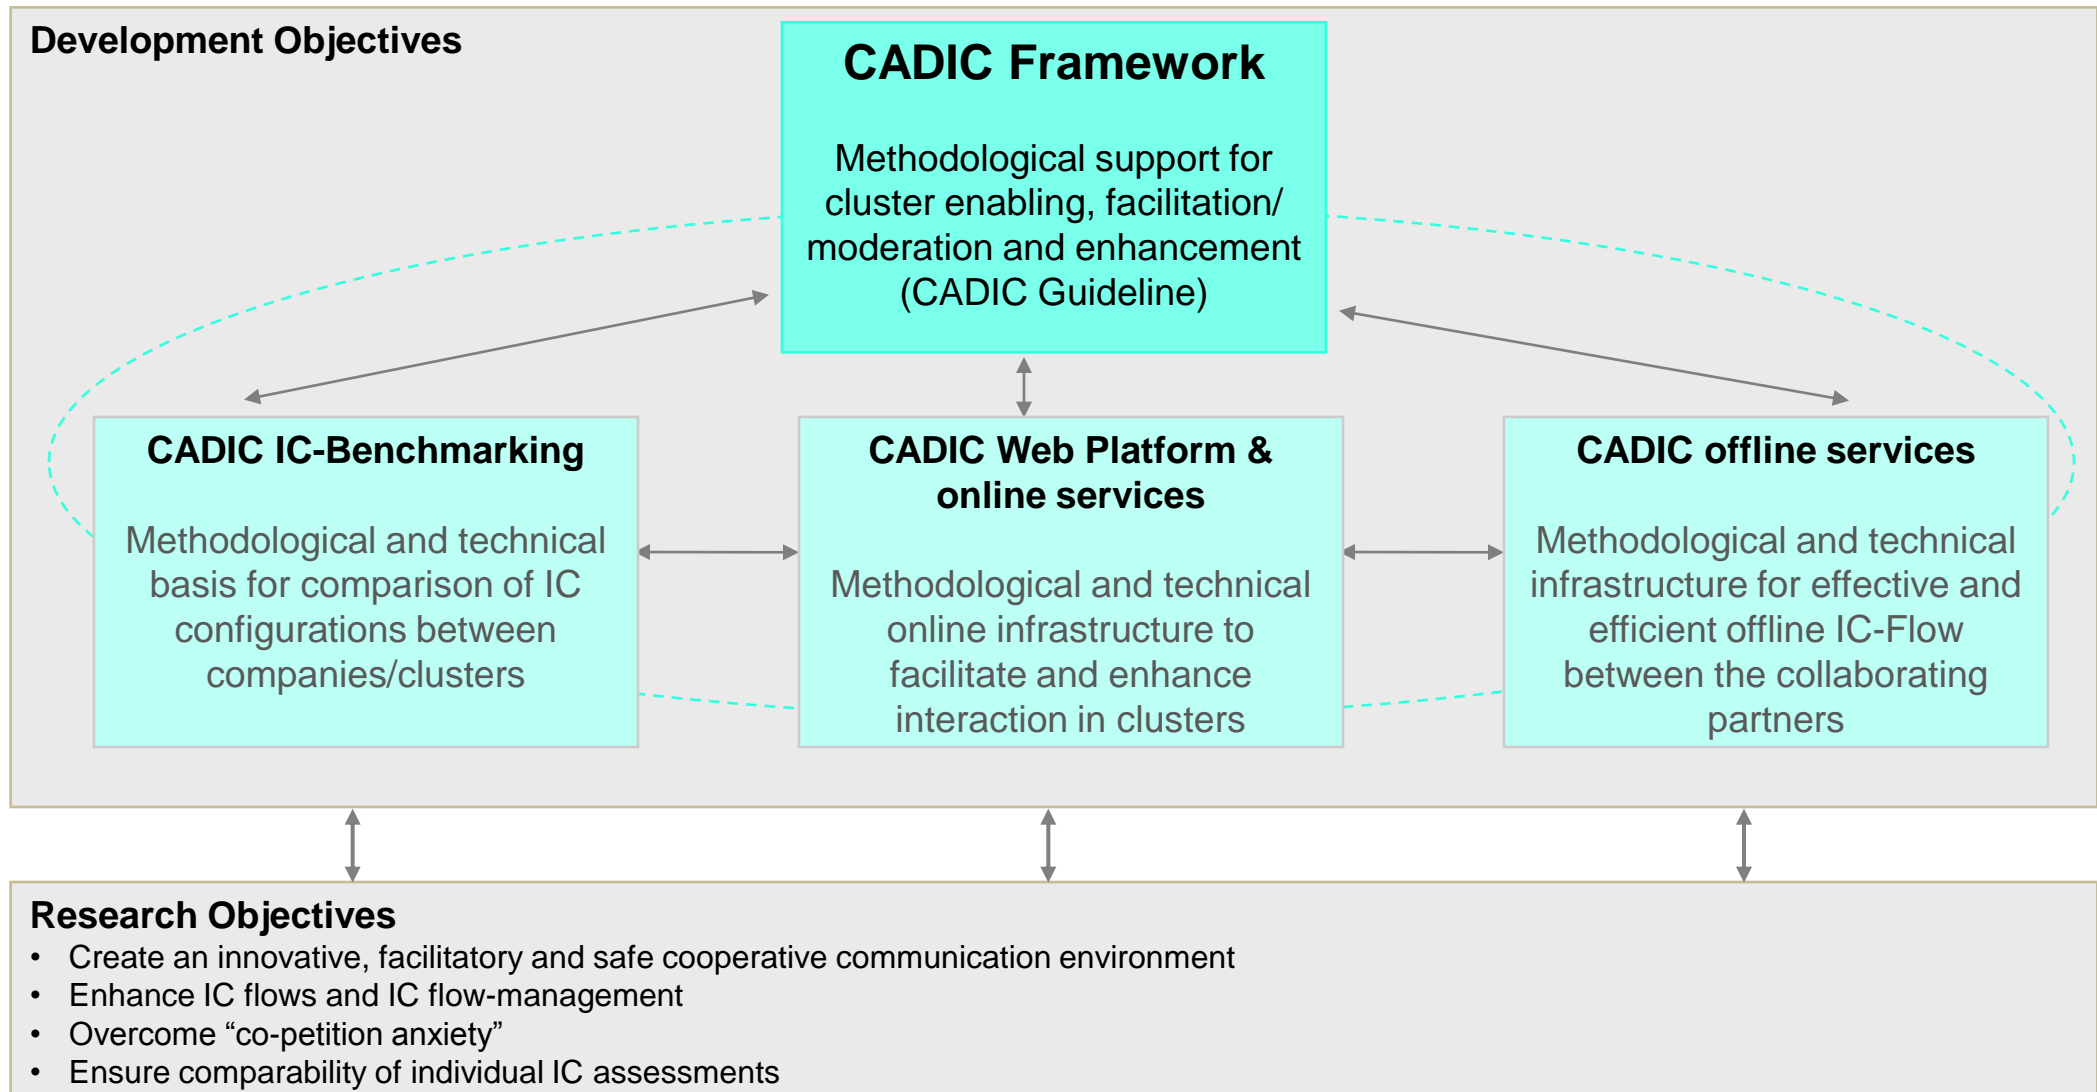 Development Objectives
CADIC Framework
Methodological support for
cluster enabling, facilitation/
moderation and enhancement
(CADIC Guideline)
CADIC IC-Benchmarking
Methodological and technical
basis for comparison of IC
configurations between
companies/clusters
CADIC Web Platform &
online services
Methodological and technical
online infrastructure to
facilitate and enhance
interaction in clusters
CADIC offline services
Methodological and technical
infrastructure for effective and
efficient offline IC-Flow
between the collaborating
partners
Research Objectives
• Create an innovative, facilitatory and safe cooperative communication environment
• Enhance IC flows and IC flow-management
• Overcome “co-petition anxiety”
• Ensure comparability of individual IC assessments